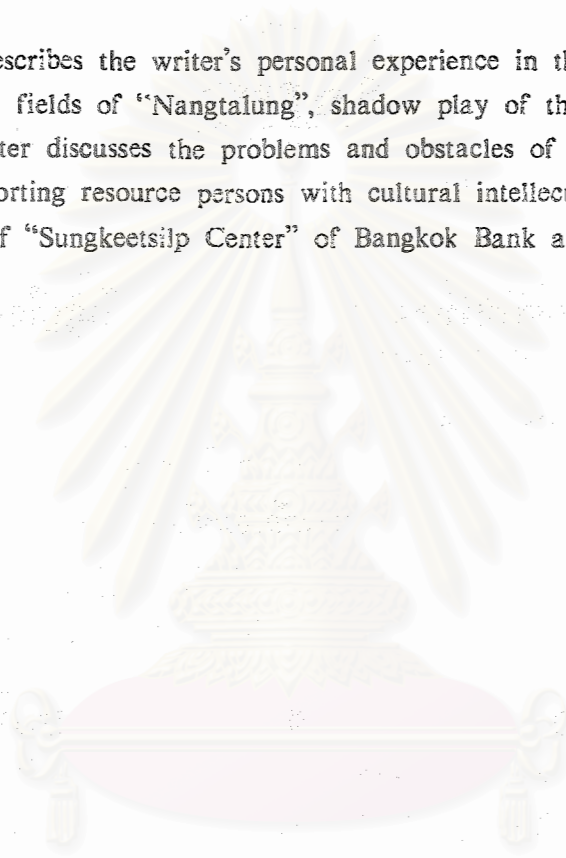 escribes the writer's personal experience in th
fields of “Nangtalung”, shadow play of th
ter discusses the problems and obstacles of
orting resource persons with cultural intellec
f “Sungkeetsilp Center” of Bangkok Bank a